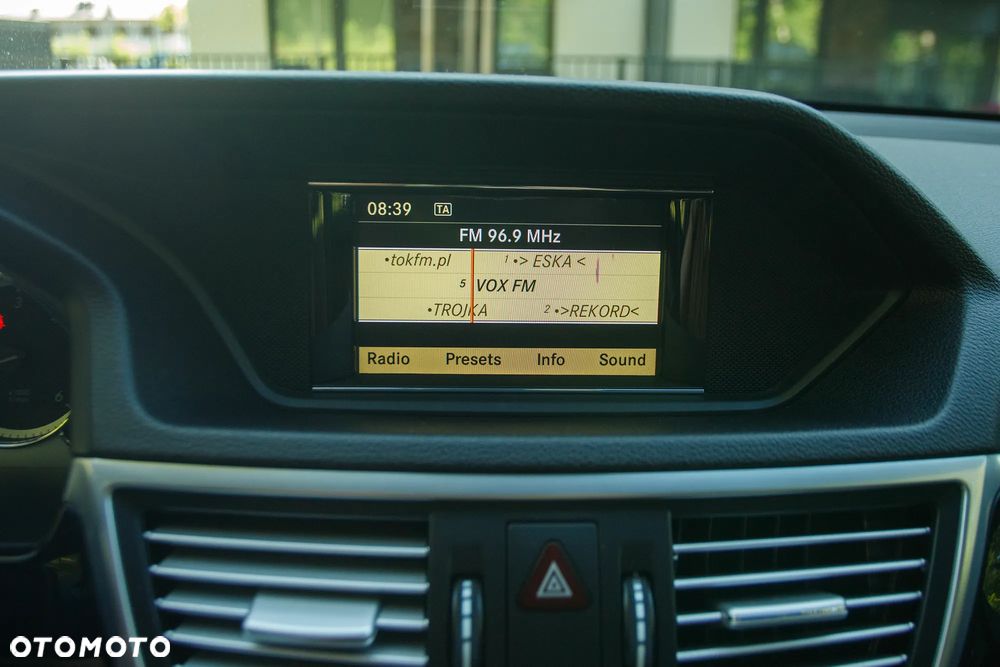 08:39 TA
FM 96.9 MHz
•tokfm.pl 1 •> ESKA <
5 VOX FM
•TROJKA 2 •>REKORD<
Radio Presets Info Sound
6
OTOMOTO